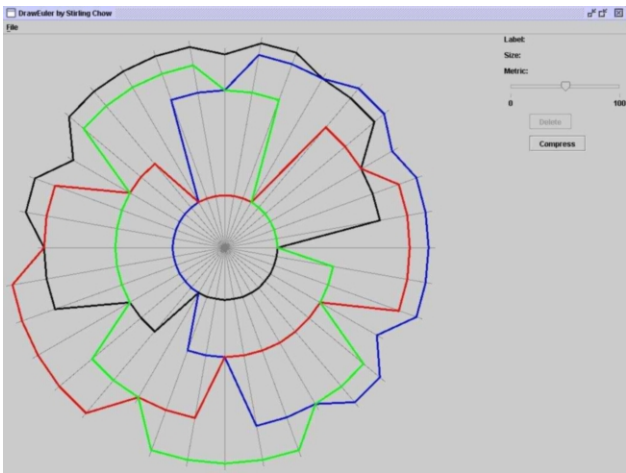 DrawEuler by Stirling Chow
File
Label:
Size:
Metric:
0 100
Delete
Compress